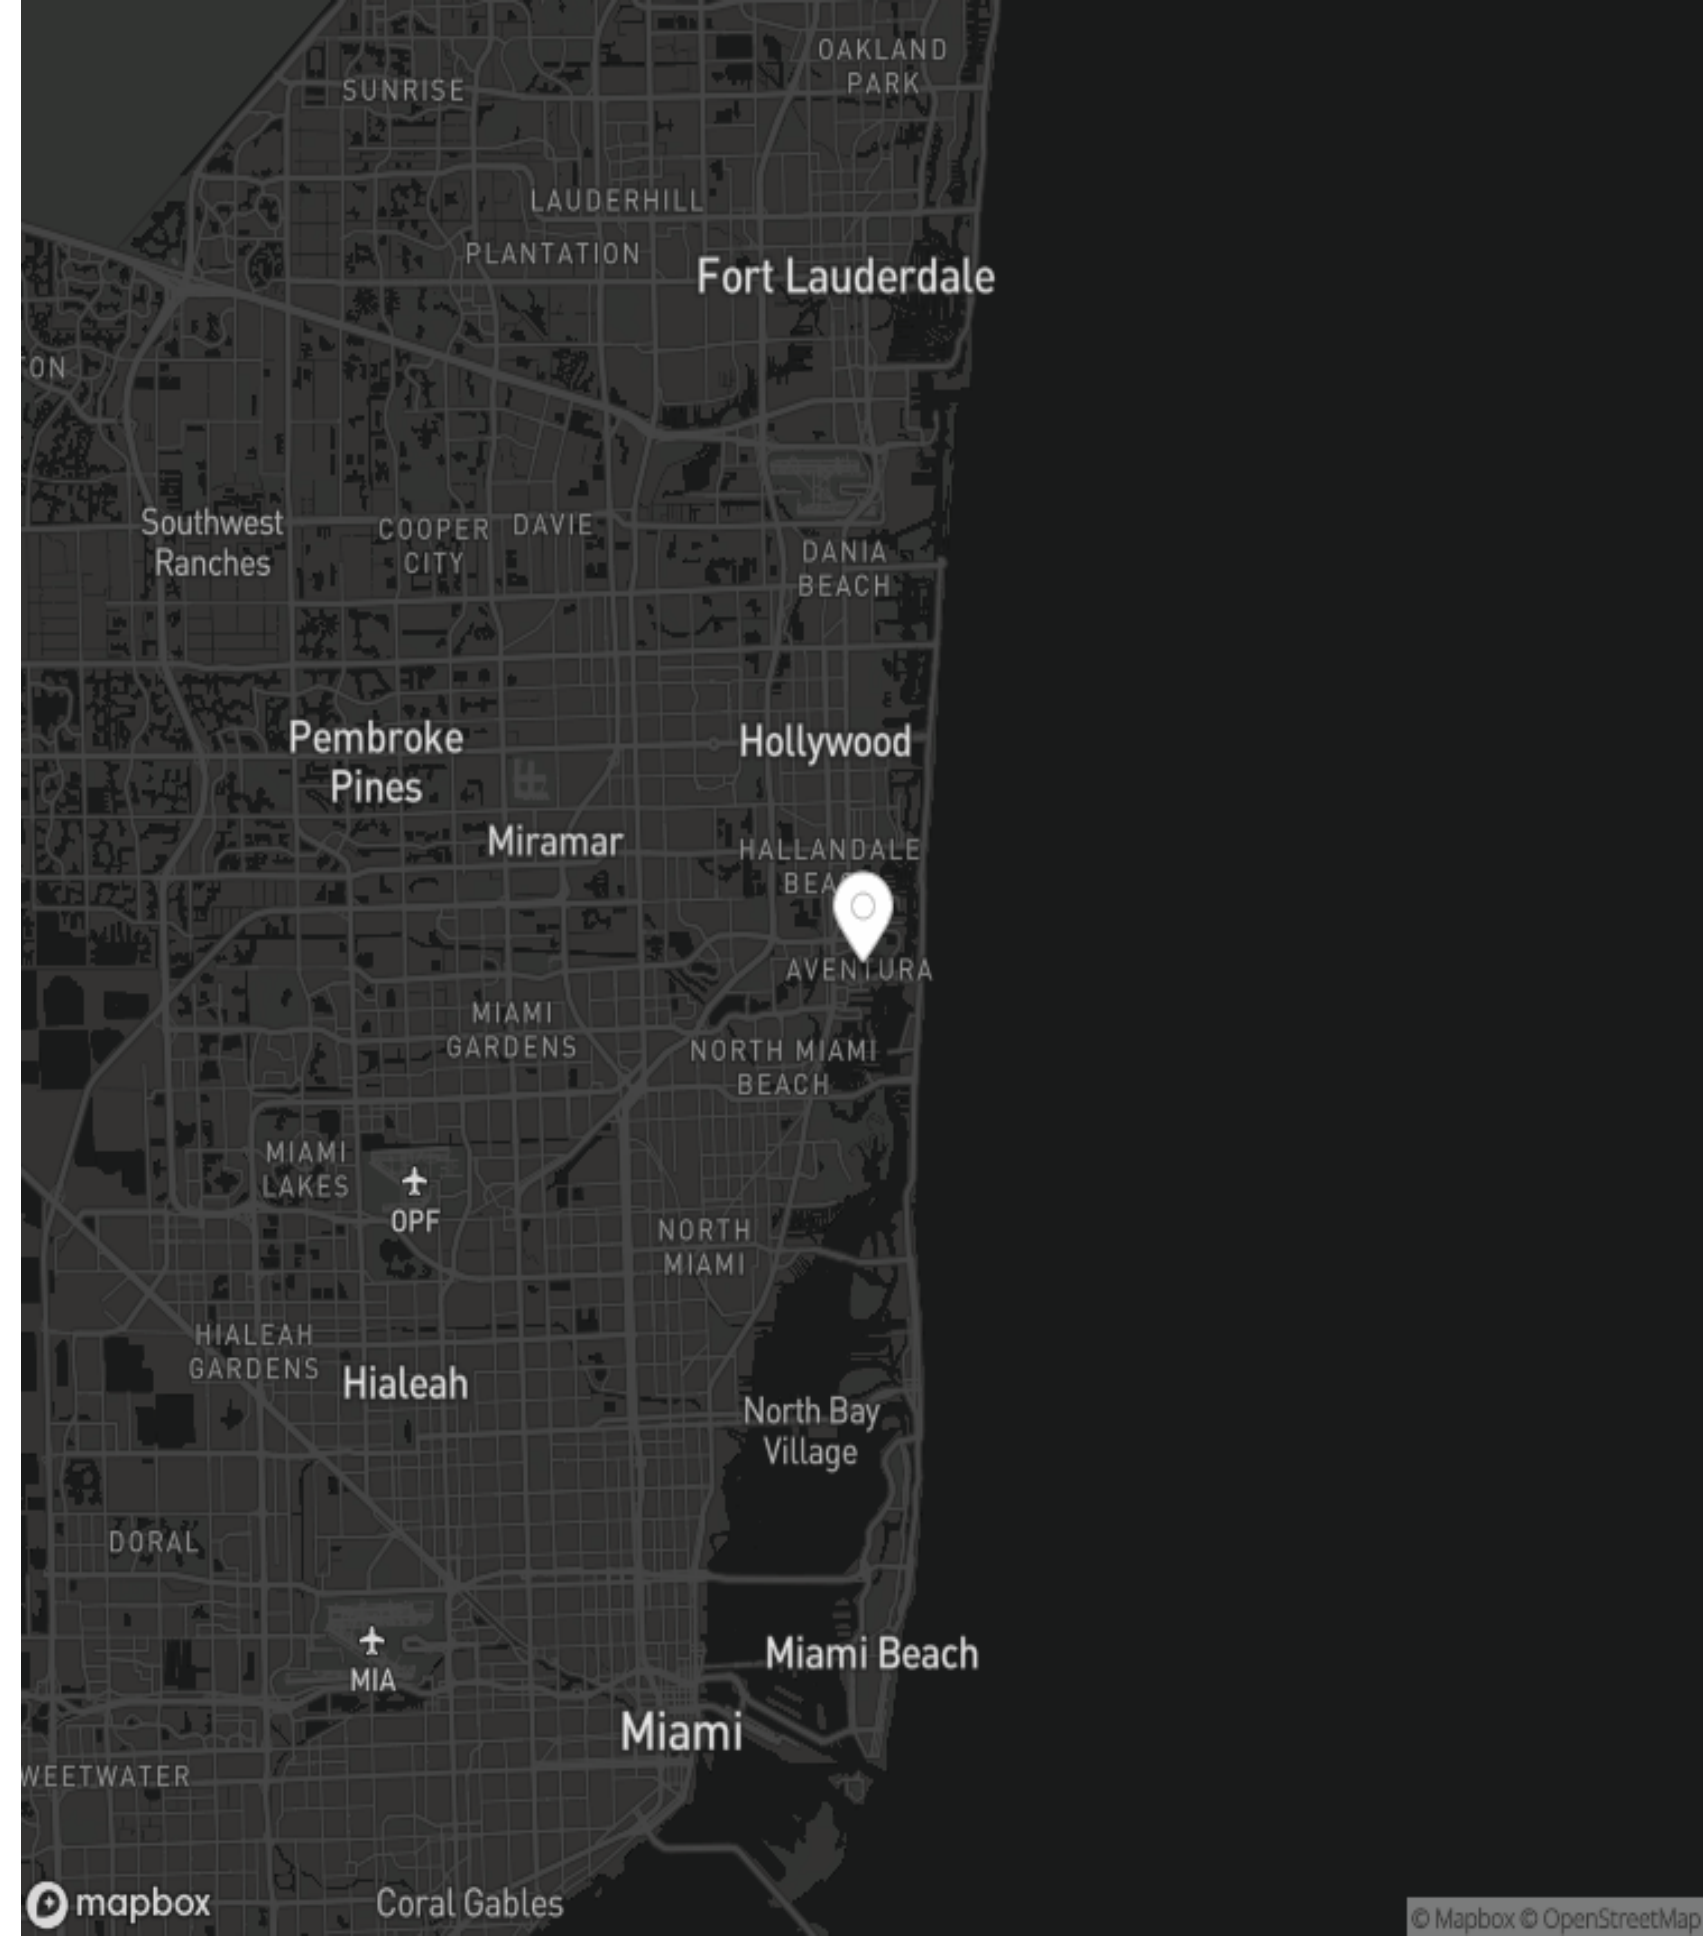 OAKLAND
PARK
SUNRISE
LAUDERHILL
PLANTATION
Fort Lauderdale
ON
Southwest
Ranches
COOPER
CITY
DAVIE
DANIA
BEACH
Pembroke
Pines
Hollywood
Miramar
HALLANDALE
BEA
AVENTURA
MIAMI
GARDENS
NORTH MIAMI
BEACH
MIAMI
LAKES
OPF
NORTH
MIAMI
HIALEAH
GARDENS
Hialeah
North Bay
Village
DORAL
MIA
Miami Beach
Miami
WEETWATER
Coral Gables
mapbox
© Mapbox © OpenStreetMap